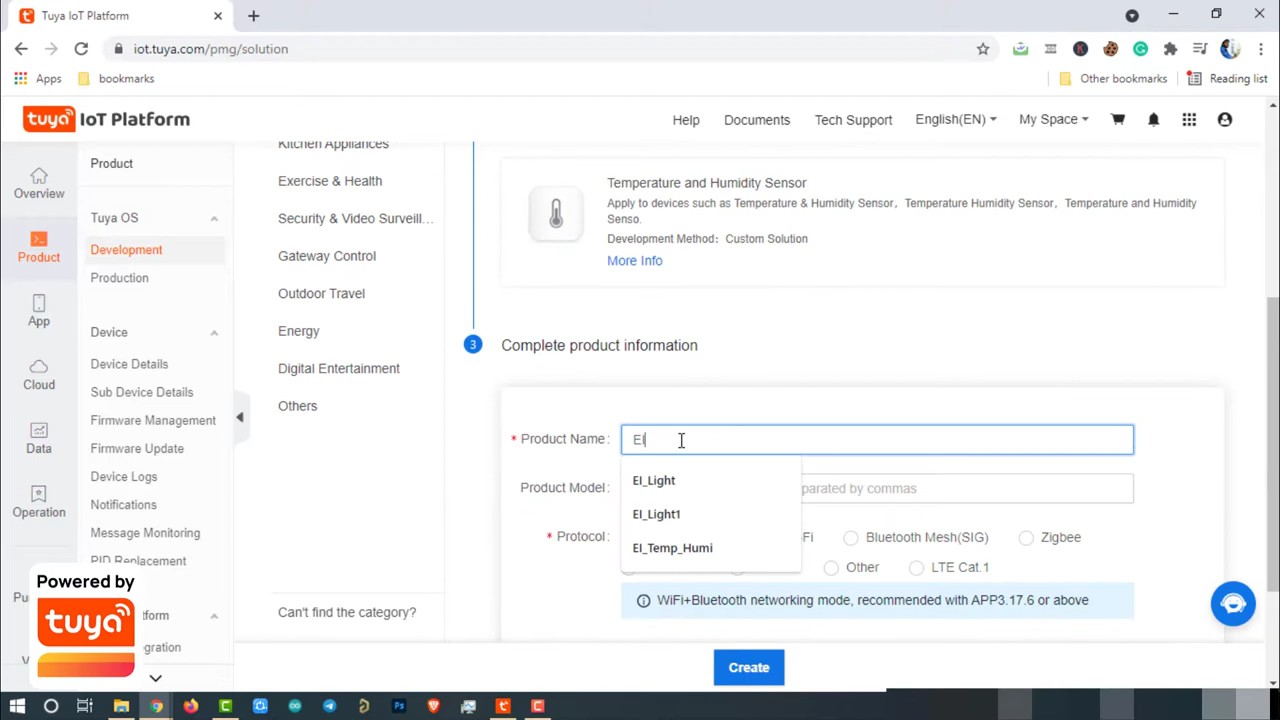 Tuya IoT Platform
iot.tuya.com/pmg/solution
Apps
bookmarks
Other bookmarks
Reading list
tuya IoT Platform
Help
Documents
Tech Support
English(EN)
My Space
Overview
Product
App
Cloud
Data
Operation
Product
Tuya OS
Development
Production
Device
Device Details
Sub Device Details
Firmware Management
Firmware Update
Device Logs
Notifications
Message Monitoring
PID Replacement
Kitchen Appliances
Exercise & Health
Security & Video Surveill...
Gateway Control
Outdoor Travel
Energy
Digital Entertainment
Others
Can't find the category?
Temperature and Humidity Sensor
Apply to devices such as Temperature & Humidity Sensor, Temperature Humidity Sensor, Temperature and Humidity
Senso.
Development Method: Custom Solution
More Info
3 Complete product information
* Product Name: EI
EI_Light
EI_Light1
EI_Temp_Humi
Product Model: parated by commas
* Protocol: Fi Bluetooth Mesh(SIG) Zigbee
Other LTE Cat.1
WiFi+Bluetooth networking mode, recommended with APP3.17.6 or above
Create
Powered by
tuya